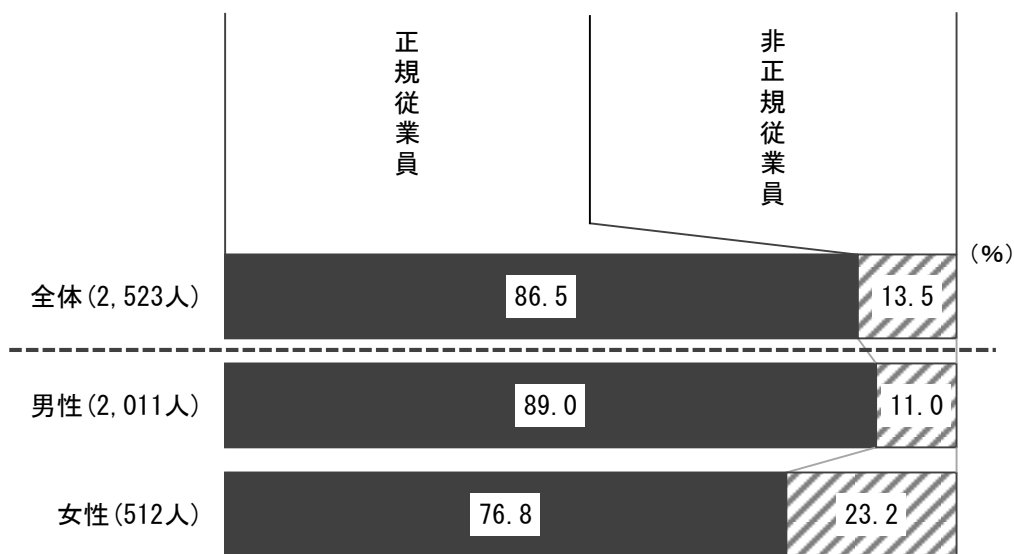 正規従業員
非正規従業員
(%)
全体(2,523人)
86.5
13.5
男性(2,011人)
89.0
11.0
女性(512人)
76.8
23.2